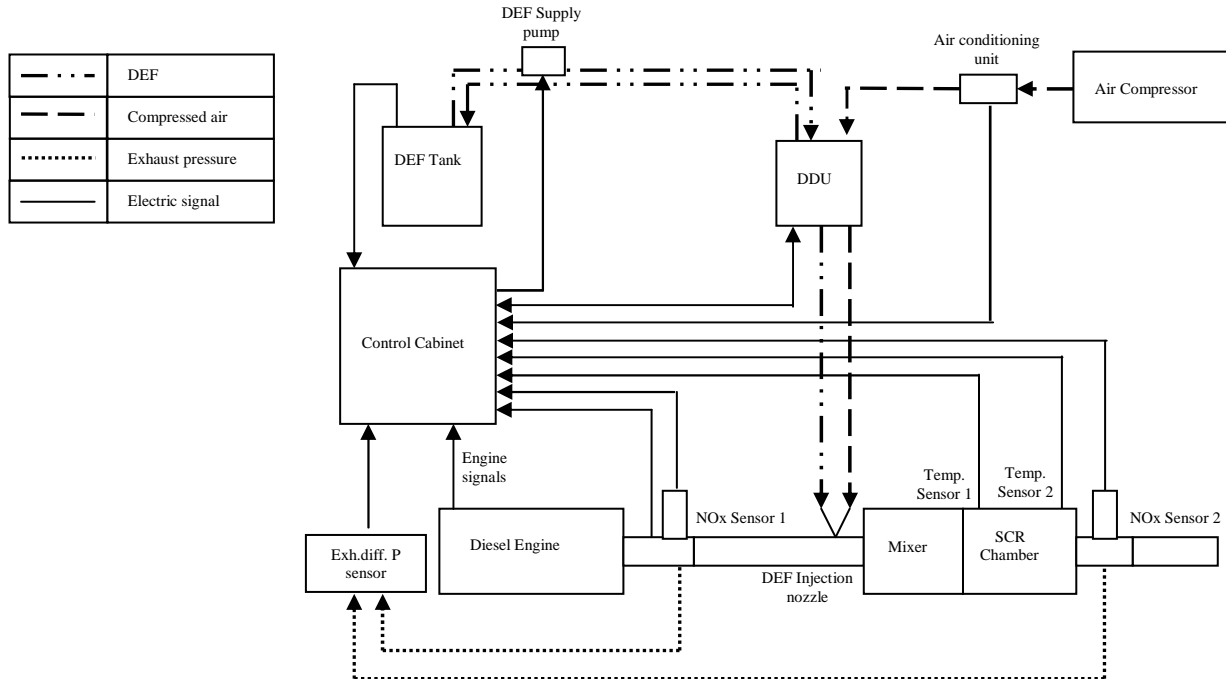 DEF Supply
pump
Air conditioning
unit
DEF
Compressed air
Exhaust pressure
Electric signal
Air Compressor
DEF Tank
DDU
Control Cabinet
Engine
signals
Temp.
Sensor 1
Temp.
Sensor 2
NOx Sensor 1
NOx Sensor 2
Diesel Engine
Mixer
SCR
Chamber
Exh.diff. P
sensor
DEF Injection
nozzle